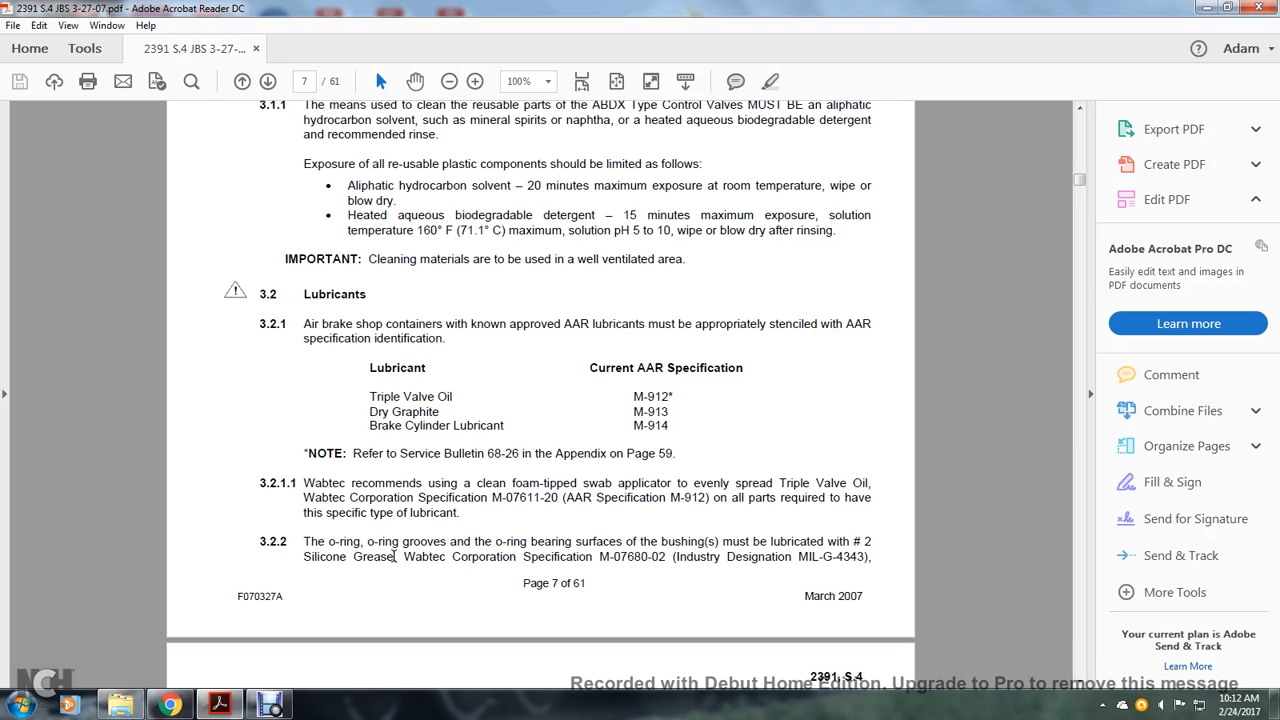 2391 S.4 JBS 3-27-07.pdf - Adobe Acrobat Reader DC
File Edit View Window Help
Home Tools 2391 S.4 JBS 3-27-... × Adam
7 / 61 100%
3.1.1 The means used to clean the reusable parts of the ABDX Type Control Valves MUST BE an aliphatic
hydrocarbon solvent, such as mineral spirits or naphtha, or a heated aqueous biodegradable detergent
and recommended rinse.
Exposure of all re-usable plastic components should be limited as follows:
• Aliphatic hydrocarbon solvent – 20 minutes maximum exposure at room temperature, wipe or
blow dry.
• Heated aqueous biodegradable detergent – 15 minutes maximum exposure, solution
temperature 160° F (71.1° C) maximum, solution pH 5 to 10, wipe or blow dry after rinsing.
IMPORTANT: Cleaning materials are to be used in a well ventilated area.
! 3.2 Lubricants
3.2.1 Air brake shop containers with known approved AAR lubricants must be appropriately stenciled with AAR
specification identification.
Lubricant Current AAR Specification
Triple Valve Oil M-912*
Dry Graphite M-913
Brake Cylinder Lubricant M-914
*NOTE: Refer to Service Bulletin 68-26 in the Appendix on Page 59.
3.2.1.1 Wabtec recommends using a clean foam-tipped swab applicator to evenly spread Triple Valve Oil,
Wabtec Corporation Specification M-07611-20 (AAR Specification M-912) on all parts required to have
this specific type of lubricant.
3.2.2 The o-ring, o-ring grooves and the o-ring bearing surfaces of the bushing(s) must be lubricated with # 2
Silicone Grease, Wabtec Corporation Specification M-07680-02 (Industry Designation MIL-G-4343),
Page 7 of 61
F070327A March 2007
2391 S.4
Export PDF
Create PDF
Edit PDF
Adobe Acrobat Pro DC
Easily edit text and images in
PDF documents
Learn more
Comment
Combine Files
Organize Pages
Fill & Sign
Send for Signature
Send & Track
More Tools
Your current plan is Adobe
Send & Track
Learn More
NCH
Recorded with Debut Home Edition. Upgrade to Pro to remove this message
10:12 AM
2/24/2017